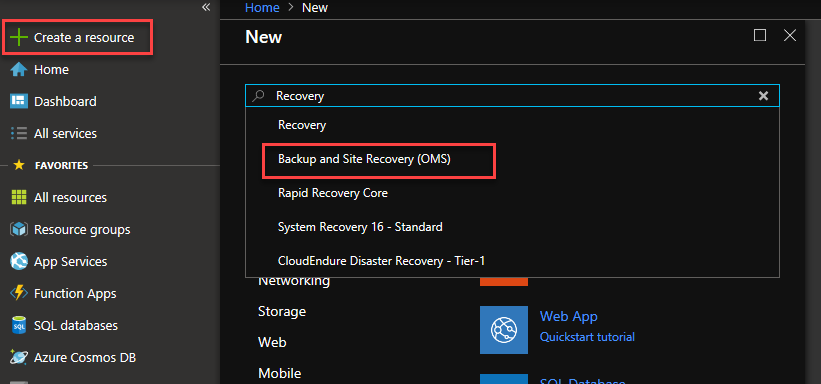 «
Create a resource
Home
Dashboard
All services
FAVORITES
All resources
Resource groups
App Services
Function Apps
SQL
SQL databases
Azure Cosmos DB
Home > New
New
Recovery
Recovery
Backup and Site Recovery (OMS)
Rapid Recovery Core
System Recovery 16 - Standard
CloudEndure Disaster Recovery - Tier-1
Networking
Storage
Web
Mobile
Web App
Quickstart tutorial
SQL Database